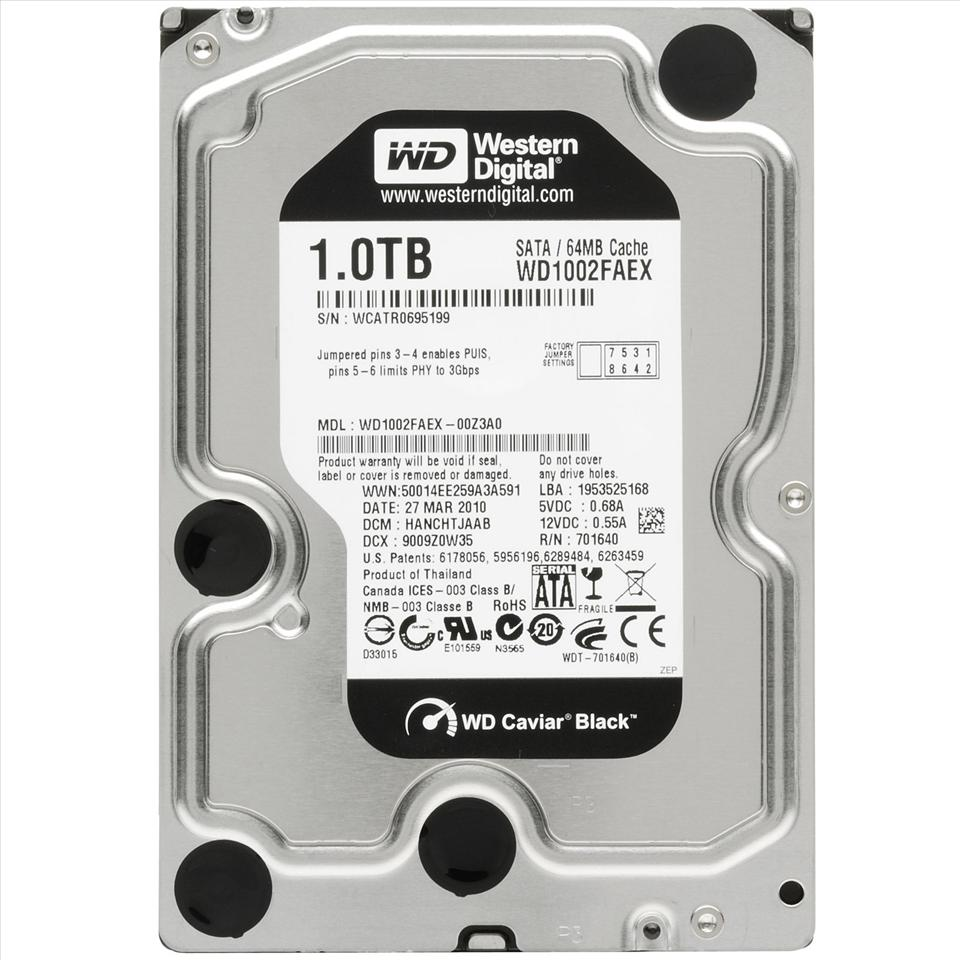 WD Western
Digital®
www.westerndigital.com
1.0TB
SATA / 64MB Cache
WD1002FAEX
S/N : WCATR0695199
Jumpered pins 3-4 enables PUIS,
pins 5-6 limits PHY to 3Gbps
FACTORY
JUMPER
SETTINGS
7 5 3 1
8 6 4 2
MDL : WD1002FAEX-00Z3A0
Product warranty will be void if seal,
label or cover is removed or damaged.
Do not cover
any drive holes.
WWN:50014EE259A3A591
LBA : 1953525168
DATE: 27 MAR 2010
5VDC : 0.68A
DCM : HANCHTJAAB
12VDC : 0.55A
DCX : 9009Z0W35
R/N : 701640
U.S. Patents: 6178056, 5956196,6289484, 6263459
Product of Thailand
Canada ICES-003 Class B/
NMB-003 Classe B
RoHS
SERIAL
ATA
FRAGILE
D33015
c US
E101559
N3565
20
CE
WDT-701640(B)
ZEP
WD Caviar® Black™
P3
P3